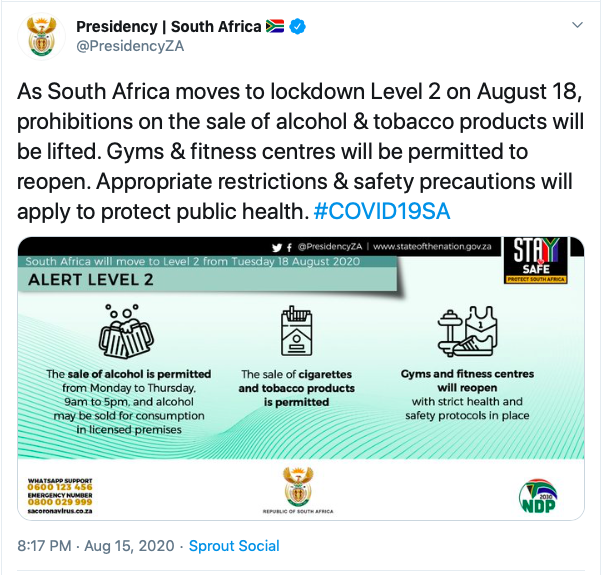 Presidency | South Africa 🇿🇦
@PresidencyZA
As South Africa moves to lockdown Level 2 on August 18,
prohibitions on the sale of alcohol & tobacco products will
be lifted. Gyms & fitness centres will be permitted to
reopen. Appropriate restrictions & safety precautions will
apply to protect public health. #COVID19SA
@PresidencyZA | www.stateofthenation.gov.za
STAY
SAFE
PROTECT SOUTH AFRICA
South Africa will move to Level 2 from Tuesday 18 August 2020
ALERT LEVEL 2
The sale of alcohol is permitted
from Monday to Thursday,
9am to 5pm, and alcohol
may be sold for consumption
in licensed premises
The sale of cigarettes
and tobacco products
is permitted
1
Gyms and fitness centres
will reopen
with strict health and
safety protocols in place
WHATSAPP SUPPORT
0600 123 456
EMERGENCY NUMBER
0800 029 999
sacoronavirus.co.za
REPUBLIC OF SOUTH AFRICA
2030
NDP
8:17 PM · Aug 15, 2020 · Sprout Social